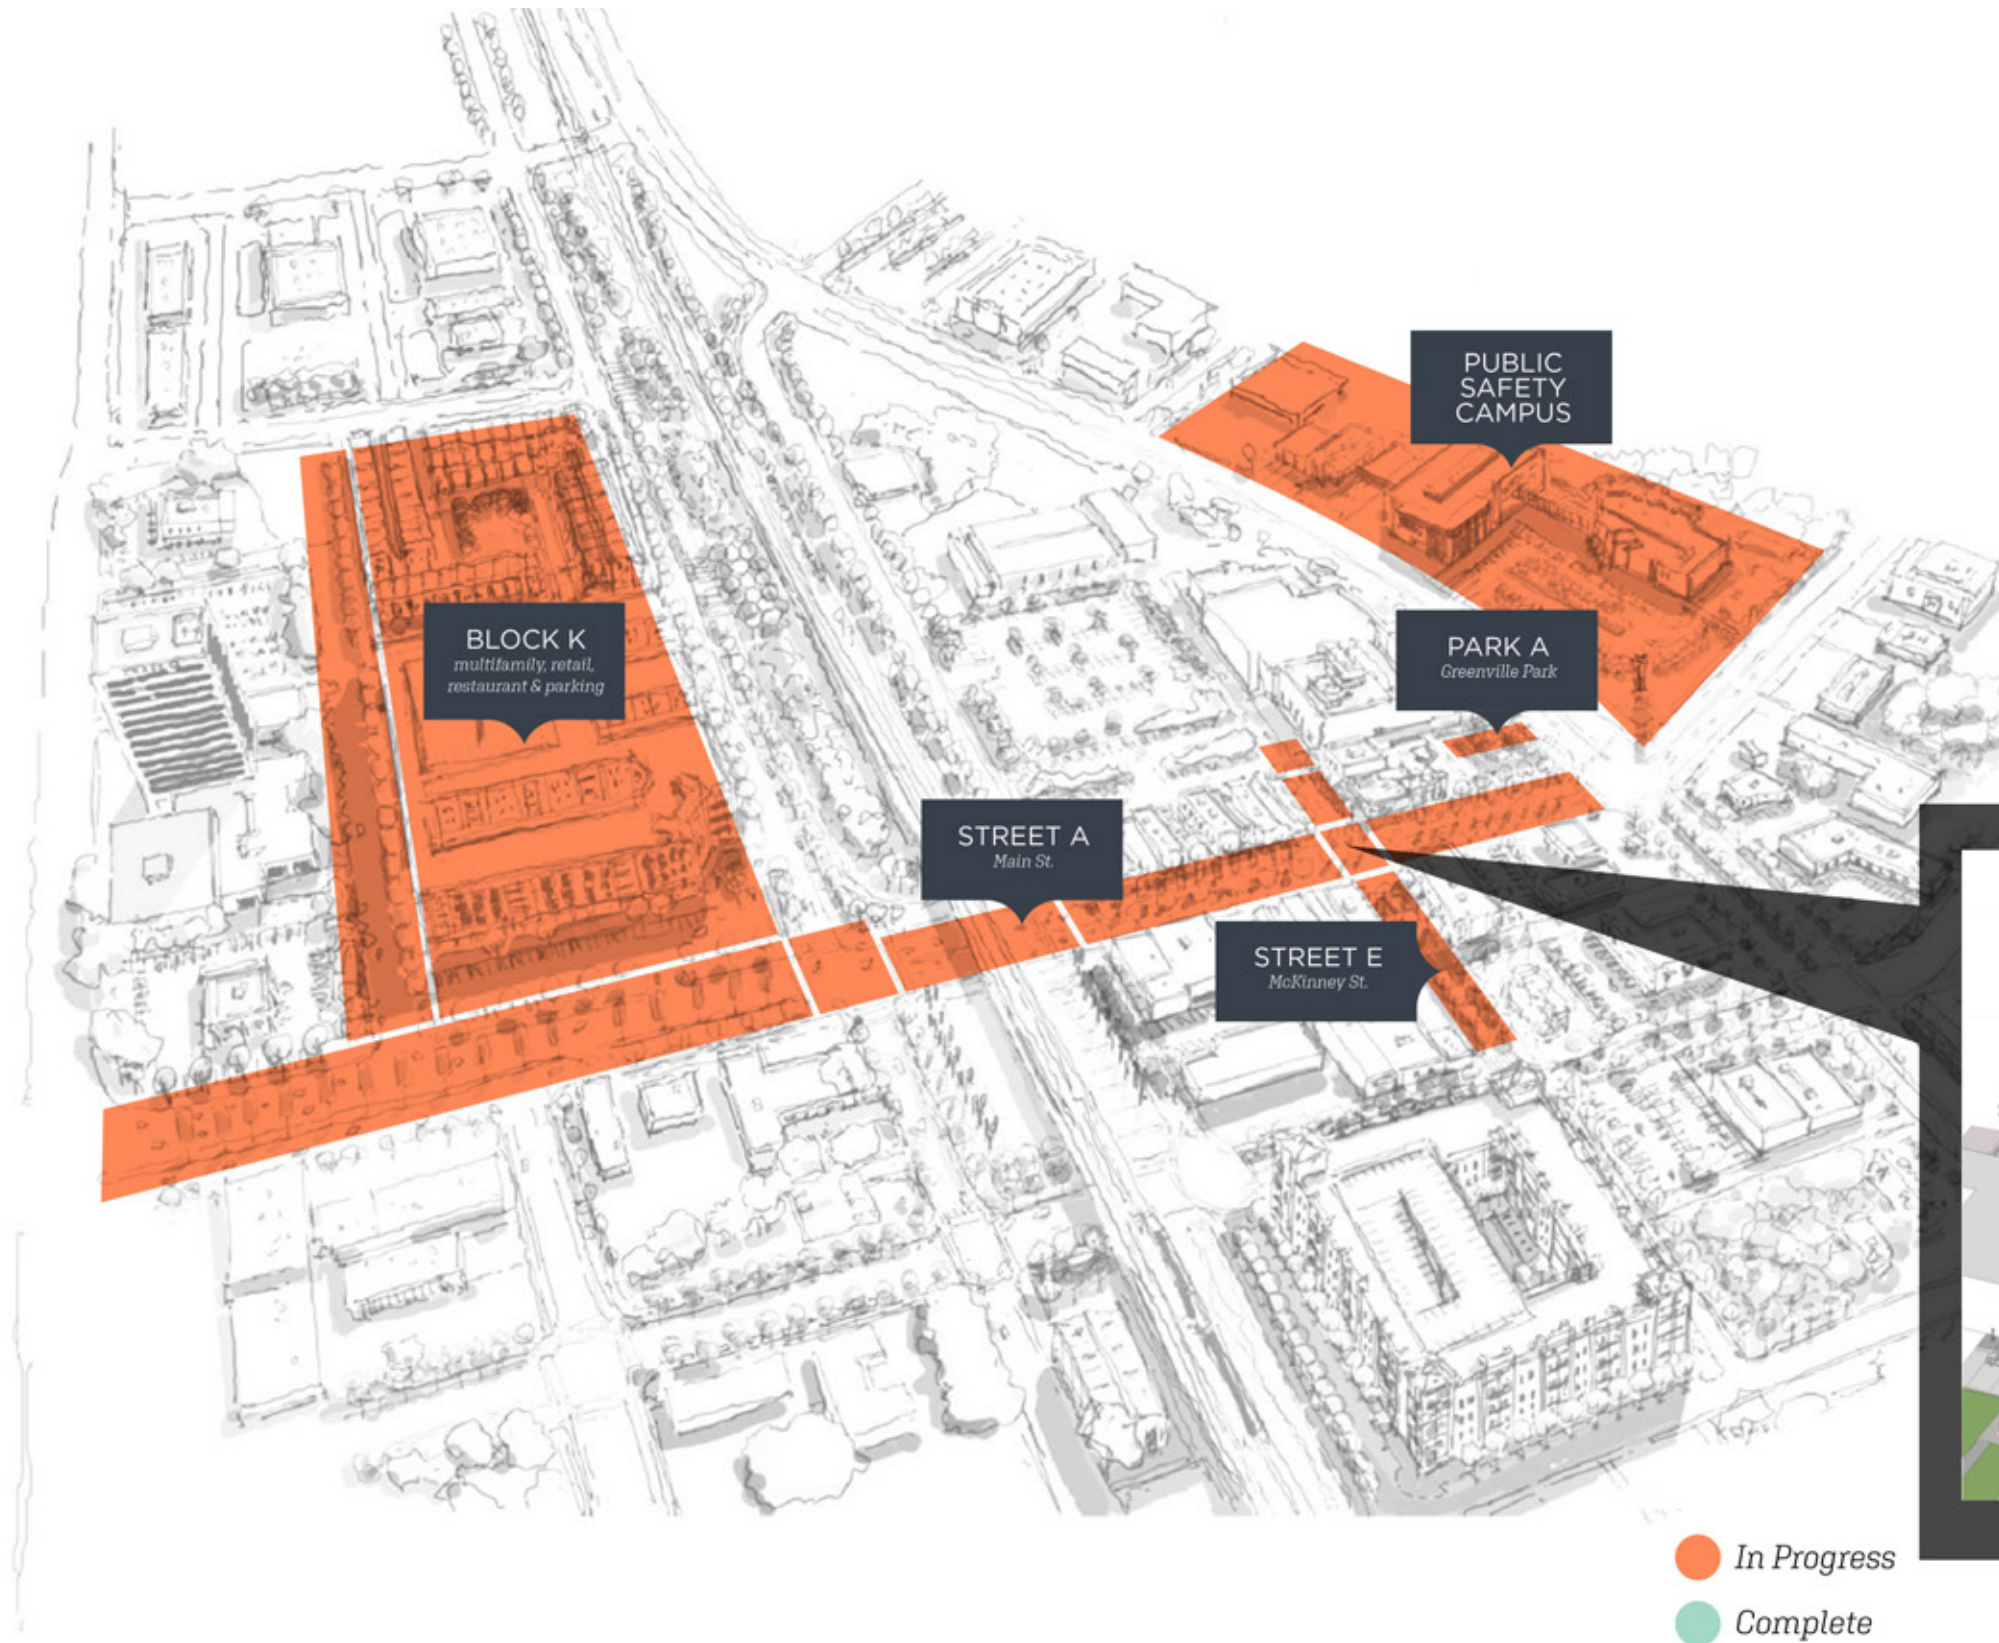 PUBLIC
SAFETY
CAMPUS
BLOCK K
multifamily, retail,
restaurant & parking
PARK A
Greenville Park
STREET A
Main St.
STREET E
McKinney St.
In Progress
Complete